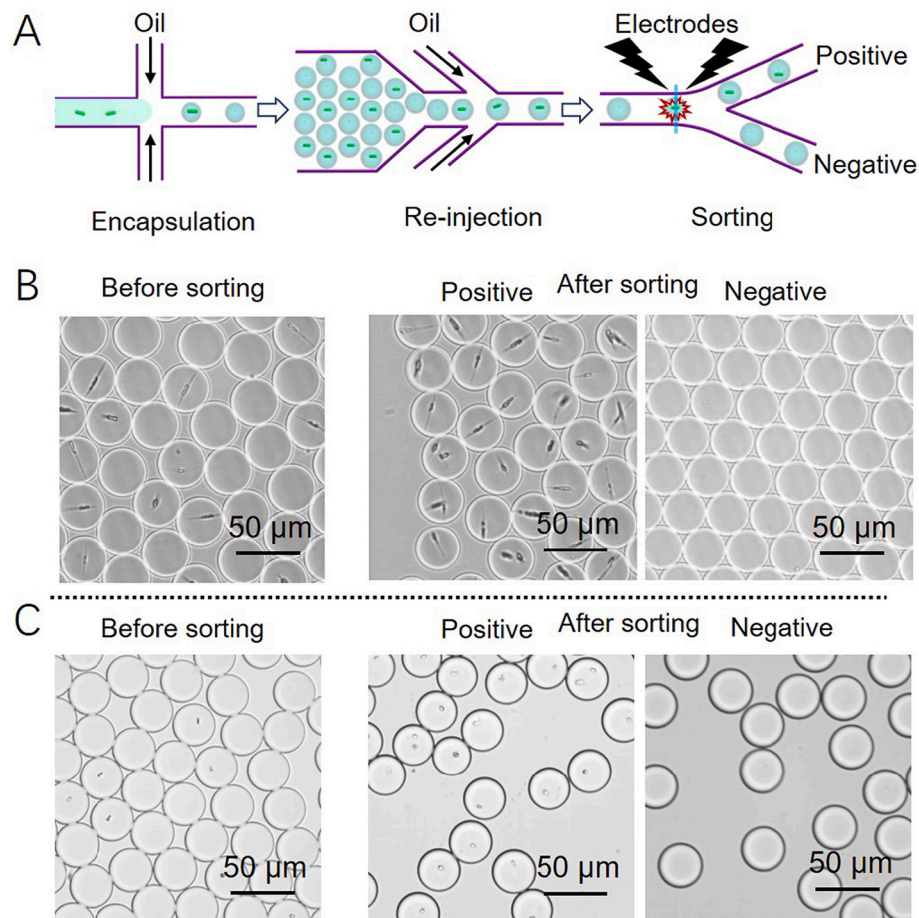 A
Oil
Oil
Electrodes
Positive
Negative
Encapsulation
Re-injection
Sorting
B
Before sorting
Positive
After sorting
Negative
50 μm
50 μm
50 μm
C
Before sorting
Positive
After sorting
Negative
50 μm
50 μm
50 μm